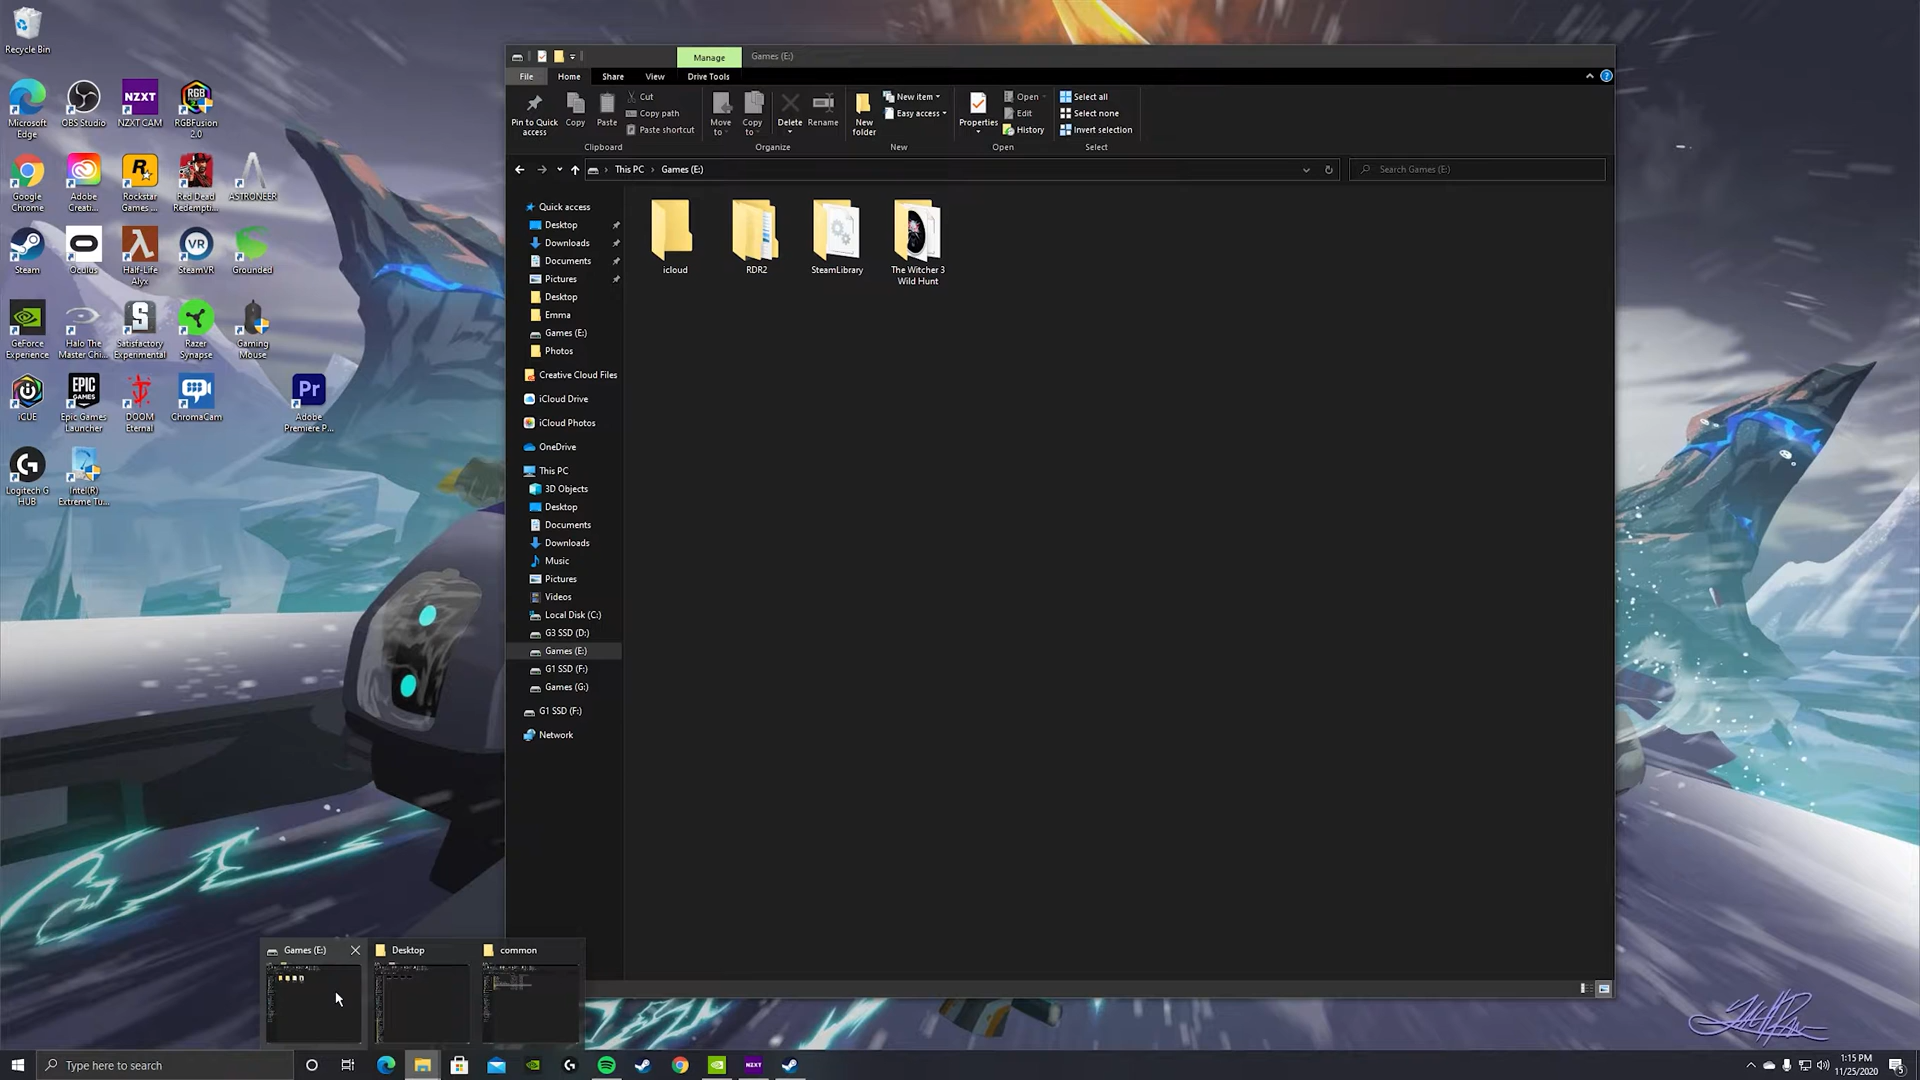 Recycle Bin
Microsoft
Edge
OBS Studio
NZXT
NZXT CAM
RGB
RGBFusion
2.0
Google
Chrome
Adobe
Creati...
Rockstar
Games ...
Red Dead
Redempti...
ASTRONEER
Steam
Oculus
Half-Life
Alyx
VR
SteamVR
Grounded
GeForce
Experience
Halo The
Master Chi...
Satisfactory
Experimental
Razer
Synapse
Gaming
Mouse
iCUE
EPIC
GAMES
Epic Games
Launcher
DOOM
Eternal
ChromaCam
Pr
Adobe
Premiere P...
Logitech G
HUB
Intel(R)
Extreme Tu...
Manage
Games (E:)
File
Home
Share
View
Drive Tools
Pin to Quick
access
Copy
Paste
Cut
Copy path
Paste shortcut
Clipboard
Move
to
Copy
to
Delete
Rename
Organize
New
folder
New item
Easy access
New
Properties
Open
Edit
History
Open
Select all
Select none
Invert selection
Select
This PC
Games (E:)
Search Games (E:)
Quick access
Desktop
Downloads
Documents
Pictures
Desktop
Emma
Games (E:)
Photos
Creative Cloud Files
iCloud Drive
iCloud Photos
OneDrive
This PC
3D Objects
Desktop
Documents
Downloads
Music
Pictures
Videos
Local Disk (C:)
G3 SSD (D:)
Games (E:)
G1 SSD (F:)
Games (G:)
G1 SSD (F:)
Network
icloud
RDR2
SteamLibrary
The Witcher 3
Wild Hunt
Games (E:)
Desktop
common
Type here to search
NZXT
1:15 PM
11/25/2020
5